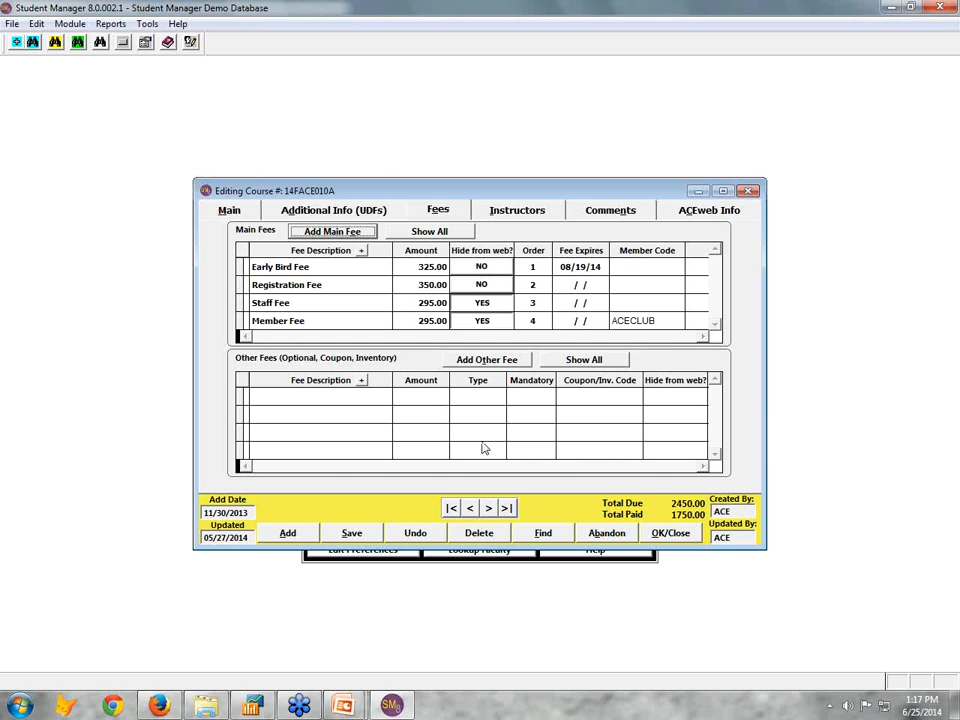 Student Manager 8.0.002.1 - Student Manager Demo Database
File Edit Module Reports Tools Help
Editing Course #: 14FACE010A
Main Additional Info (UDFs) Fees Instructors Comments ACEweb Info
Main Fees Add Main Fee Show All
Fee Description + Amount Hide from web? Order Fee Expires Member Code
Early Bird Fee 325.00 NO 1 08/19/14
Registration Fee 350.00 NO 2 / /
Staff Fee 295.00 YES 3 / /
Member Fee 295.00 YES 4 / / ACECLUB
Other Fees (Optional, Coupon, Inventory) Add Other Fee Show All
Fee Description + Amount Type Mandatory Coupon/Inv. Code Hide from web?
Add Date
11/30/2013
Updated
05/27/2014
|< < > >|
Total Due 2450.00
Total Paid 1750.00
Created By:
ACE
Updated By:
ACE
Add Save Undo Delete Find Abandon OK/Close
Edit Preferences Lookup Faculty Help
SM8
1:17 PM
6/25/2014